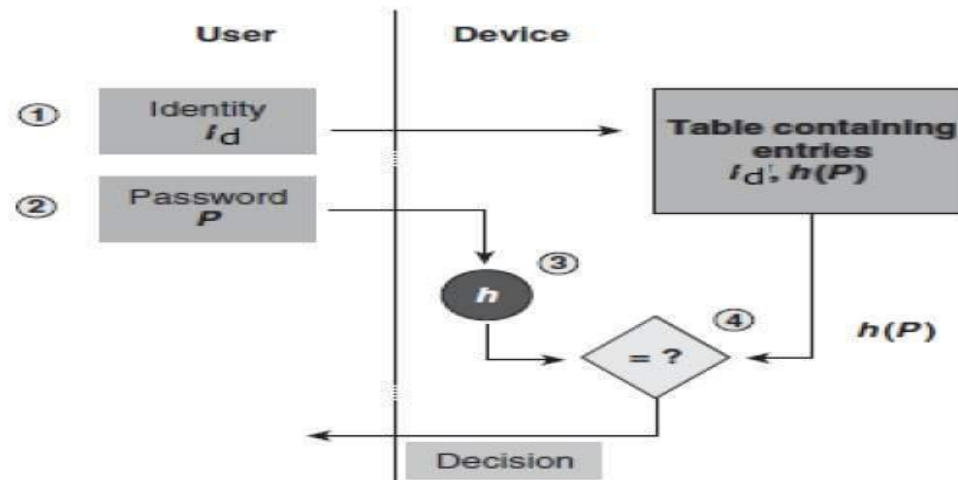 User
Device
①
Identity
id
Table containing
entries
id', h(P)
②
Password
P
③
h
④
= ?
h(P)
Decision